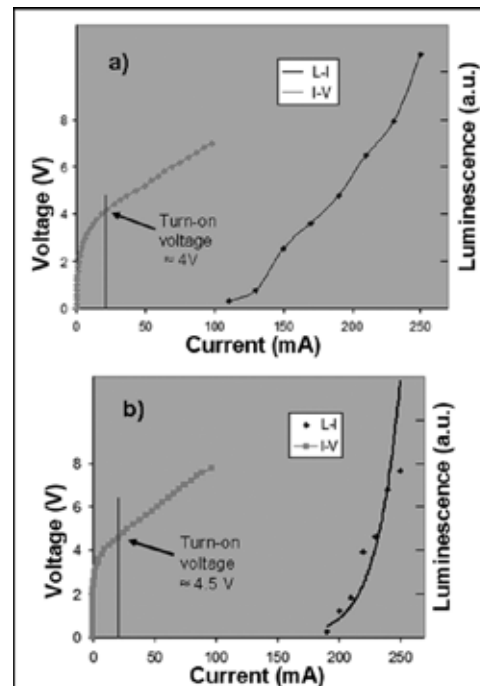 a)
L-I
I-V
Voltage (V)
8
6
4
2
0
Turn-on
voltage
≈ 4V
Luminescence (a.u.)
0 50 100 150 200 250
Current (mA)
b)
L-I
I-V
Voltage (V)
8
6
4
2
0
Turn-on
voltage
≈ 4.5 V
Luminescence (a.u.)
0 50 100 150 200 250
Current (mA)